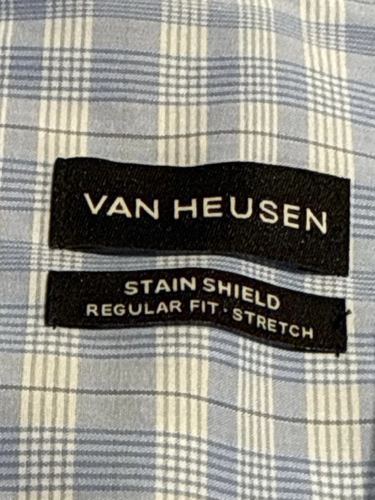 VAN HEUSEN
STAIN SHIELD
REGULAR FIT · STRETCH